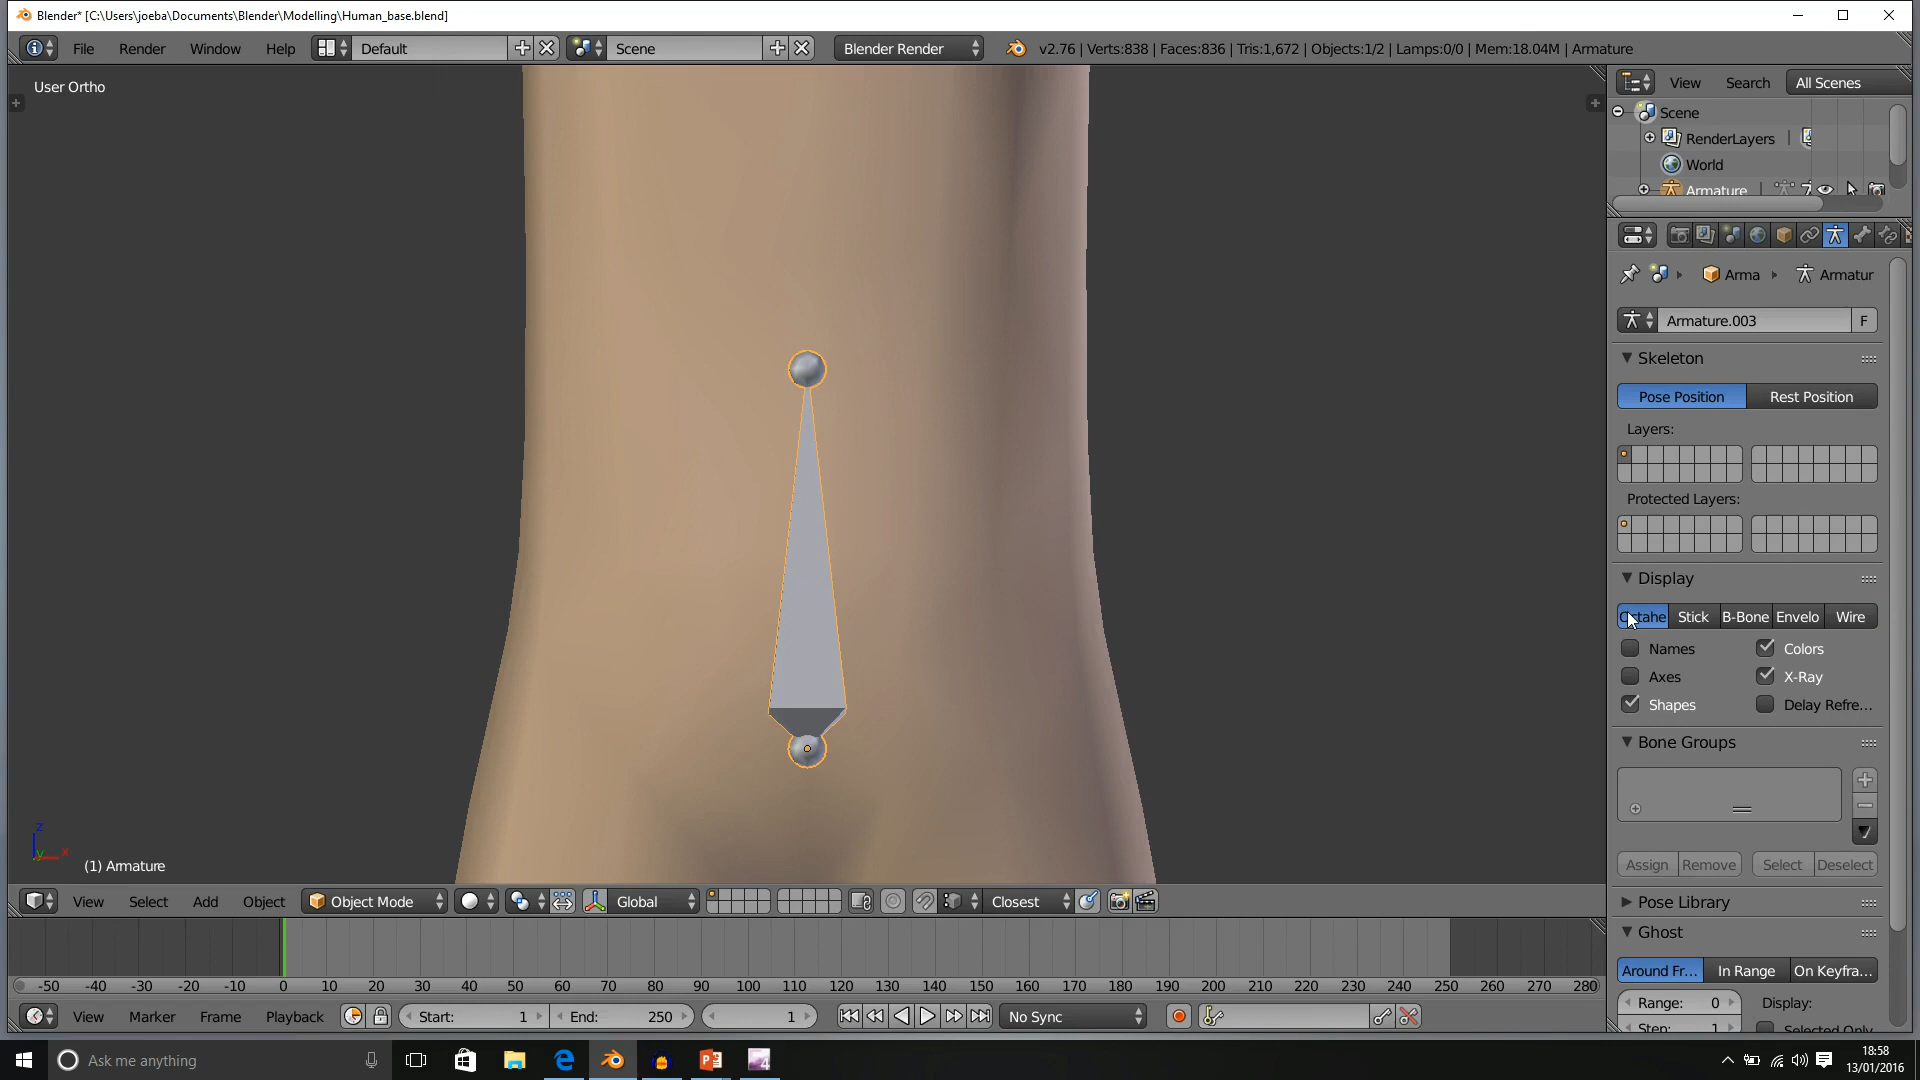 Blender* [C:\Users\joeba\Documents\Blender\Modelling\Human_base.blend]
File Render Window Help Default Scene Blender Render v2.76 | Verts:838 | Faces:836 | Tris:1,672 | Objects:1/2 | Lamps:0/0 | Mem:18.04M | Armature
User Ortho
View Search All Scenes
Scene
RenderLayers
World
Armature
Arma Armatur
Armature.003 F
Skeleton
Pose Position Rest Position
Layers:
Protected Layers:
Display
Stick B-Bone Envelo Wire
Names Colors
Axes X-Ray
Shapes Delay Refre...
Bone Groups
Assign Remove Select Deselect
Pose Library
Ghost
Around Fr... In Range On Keyfra...
Range: 0 Display:
Step: 1 Selected Only
z
y x
(1) Armature
View Select Add Object Object Mode Global Closest
-50 -40 -30 -20 -10 0 10 20 30 40 50 60 70 80 90 100 110 120 130 140 150 160 170 180 190 200 210 220 230 240 250 260 270 280
View Marker Frame Playback Start: 1 End: 250 1 No Sync
Ask me anything
18:58
13/01/2016